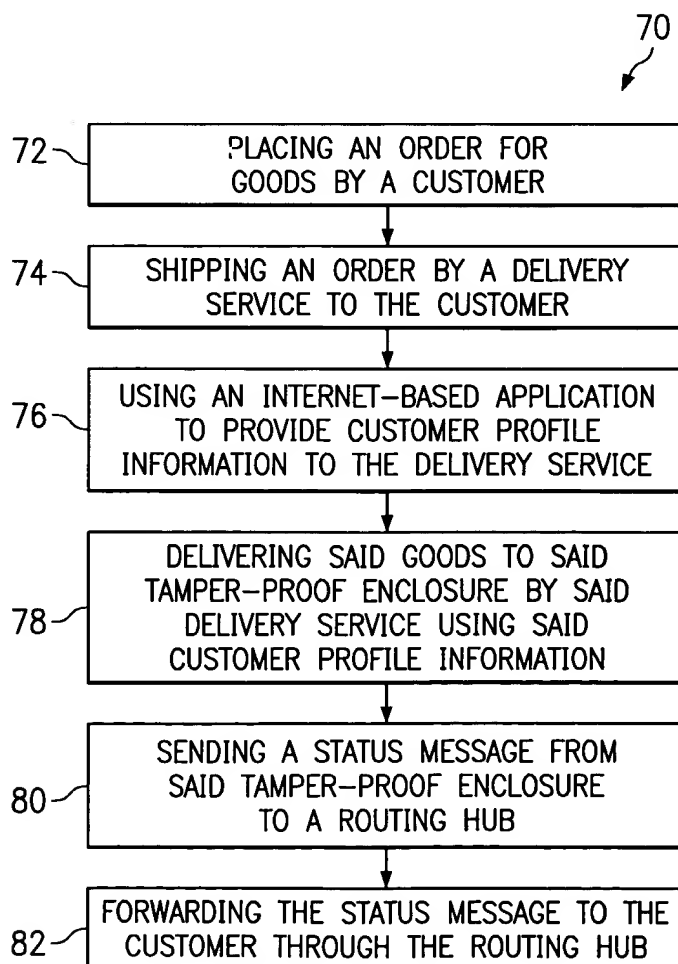 70
72
PLACING AN ORDER FOR
GOODS BY A CUSTOMER
74
SHIPPING AN ORDER BY A DELIVERY
SERVICE TO THE CUSTOMER
76
USING AN INTERNET-BASED APPLICATION
TO PROVIDE CUSTOMER PROFILE
INFORMATION TO THE DELIVERY SERVICE
78
DELIVERING SAID GOODS TO SAID
TAMPER-PROOF ENCLOSURE BY SAID
DELIVERY SERVICE USING SAID
CUSTOMER PROFILE INFORMATION
80
SENDING A STATUS MESSAGE FROM
SAID TAMPER-PROOF ENCLOSURE
TO A ROUTING HUB
82
FORWARDING THE STATUS MESSAGE TO THE
CUSTOMER THROUGH THE ROUTING HUB